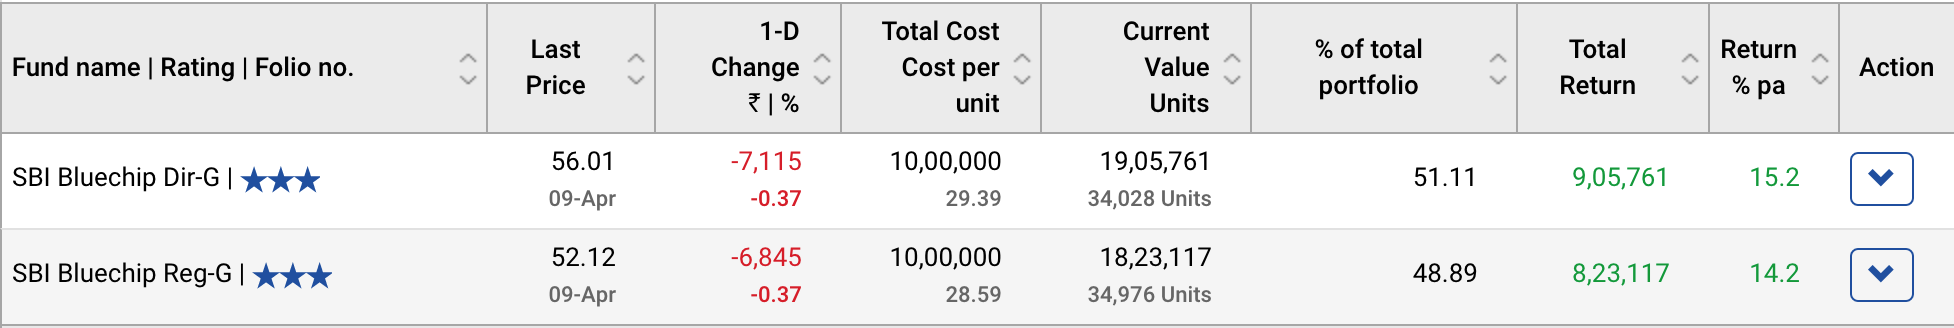 Fund name | Rating | Folio no.
Last
Price
1-D
Change
₹ | %
Total Cost
Cost per
unit
Current
Value
Units
% of total
portfolio
Total
Return
Return
% pa
Action
SBI Bluechip Dir-G |
56.01
09-Apr
-7,115
-0.37
10,00,000
29.39
19,05,761
34,028 Units
51.11
9,05,761
15.2
SBI Bluechip Reg-G |
52.12
09-Apr
-6,845
-0.37
10,00,000
28.59
18,23,117
34,976 Units
48.89
8,23,117
14.2